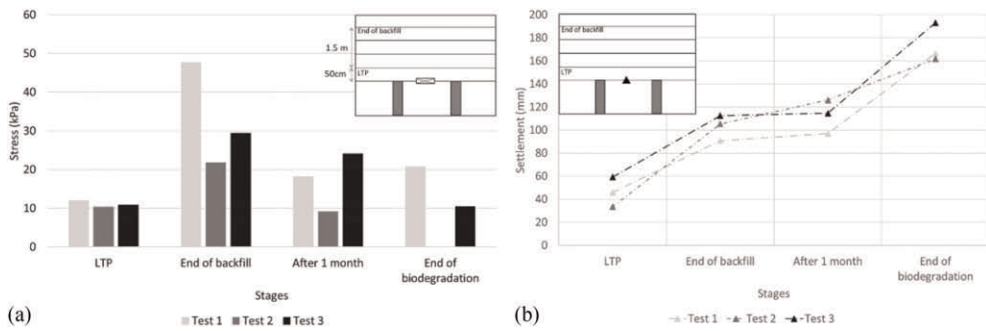 60
50
40
30
20
10
0
Stress (kPa)
End of backfill
1.5 m
50cm
LTP
LTP
End of backfill
After 1 month
End of
biodegradation
Stages
Test 1
Test 2
Test 3
(a)
200
180
160
140
120
100
80
60
40
20
0
Settlement (mm)
End of backfill
LTP
LTP
End of backfill
After 1 month
End of
biodegradation
Stages
Test 1
Test 2
Test 3
(b)